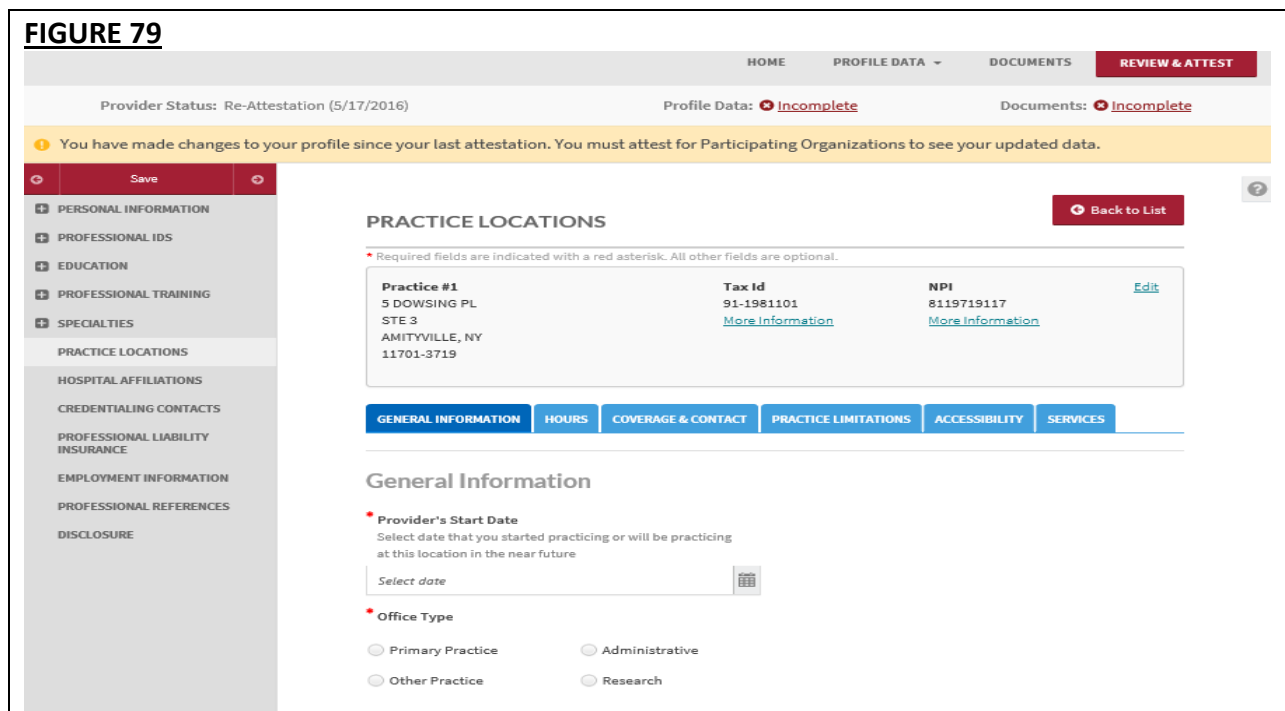 FIGURE 79
HOME PROFILE DATA DOCUMENTS REVIEW & ATTEST
Provider Status: Re-Attestation (5/17/2016) Profile Data: Incomplete Documents: Incomplete
You have made changes to your profile since your last attestation. You must attest for Participating Organizations to see your updated data.
Save
PERSONAL INFORMATION
PROFESSIONAL IDS
EDUCATION
PROFESSIONAL TRAINING
SPECIALTIES
PRACTICE LOCATIONS
HOSPITAL AFFILIATIONS
CREDENTIALING CONTACTS
PROFESSIONAL LIABILITY
INSURANCE
EMPLOYMENT INFORMATION
PROFESSIONAL REFERENCES
DISCLOSURE
?
PRACTICE LOCATIONS
Back to List
* Required fields are indicated with a red asterisk. All other fields are optional.
Practice #1 Tax Id NPI Edit
5 DOWSING PL 91-1981101 8119719117
STE 3 More Information More Information
AMITYVILLE, NY
11701-3719
GENERAL INFORMATION HOURS COVERAGE & CONTACT PRACTICE LIMITATIONS ACCESSIBILITY SERVICES
General Information
* Provider's Start Date
Select date that you started practicing or will be practicing
at this location in the near future
Select date
* Office Type
Primary Practice Administrative
Other Practice Research